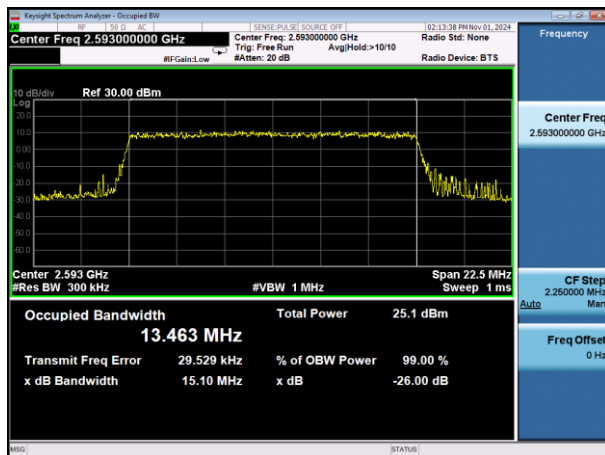 Keysight Spectrum Analyzer - Occupied BW
RF 50 Ω AC SENSE:PULSE SOURCE OFF 02:13:38 PM Nov 01, 2024
Center Freq 2.593000000 GHz Center Freq: 2.593000000 GHz Radio Std: None
Trig: Free Run Avg|Hold:>10/10
#IFGain:Low #Atten: 20 dB Radio Device: BTS
10 dB/div Ref 30.00 dBm
Log
20.0
10.0
0.00
-10.0
-20.0
-30.0
-40.0
-50.0
-60.0
Center 2.593 GHz Span 22.5 MHz
#Res BW 300 kHz #VBW 1 MHz Sweep 1 ms
Occupied Bandwidth Total Power 25.1 dBm
13.463 MHz
Transmit Freq Error 29.529 kHz % of OBW Power 99.00 %
x dB Bandwidth 15.10 MHz x dB -26.00 dB
MSG STATUS
Frequency
Center Freq
2.593000000 GHz
CF Step
2.250000 MHz
Auto Man
Freq Offset
0 Hz